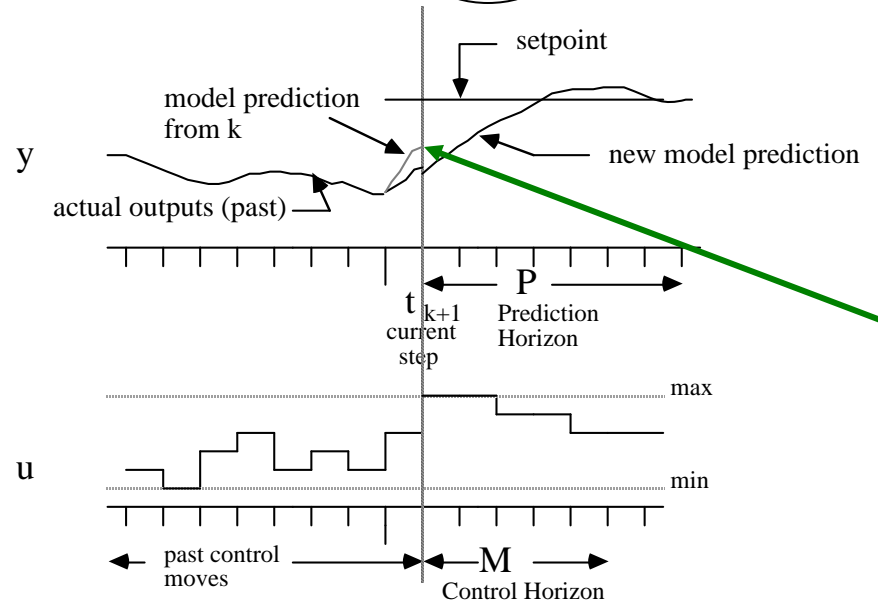 setpoint
model prediction
from k
y
new model prediction
actual outputs (past)
P
t k+1
current
step
Prediction
Horizon
max
u
min
past control
moves
M
Control Horizon